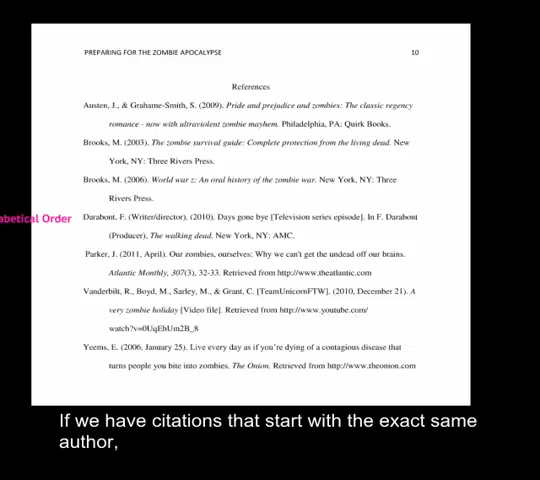 PREPARING FOR THE ZOMBIE APOCALYPSE 10
References
Austen, J., & Grahame-Smith, S. (2009). Pride and prejudice and zombies: The classic regency
romance - now with ultraviolent zombie mayhem. Philadelphia, PA: Quirk Books.
Brooks, M. (2003). The zombie survival guide: Complete protection from the living dead. New
York, NY: Three Rivers Press.
Brooks, M. (2006). World war z: An oral history of the zombie war. New York, NY: Three
Rivers Press.
abetical Order
Darabont, F. (Writer/director). (2010). Days gone bye [Television series episode]. In F. Darabont
(Producer), The walking dead. New York, NY: AMC.
Parker, J. (2011, April). Our zombies, ourselves: Why we can't get the undead off our brains.
Atlantic Monthly, 307(3), 32-33. Retrieved from http://www.theatlantic.com
Vanderbilt, R., Boyd, M., Sarley, M., & Grant, C. [TeamUnicornFTW]. (2010, December 21). A
very zombie holiday [Video file]. Retrieved from http://www.youtube.com/
watch?v=0UqEhUm2B_8
Yeems, E. (2006, January 25). Live every day as if you're dying of a contagious disease that
turns people you bite into zombies. The Onion. Retrieved from http://www.theonion.com
If we have citations that start with the exact same
author,